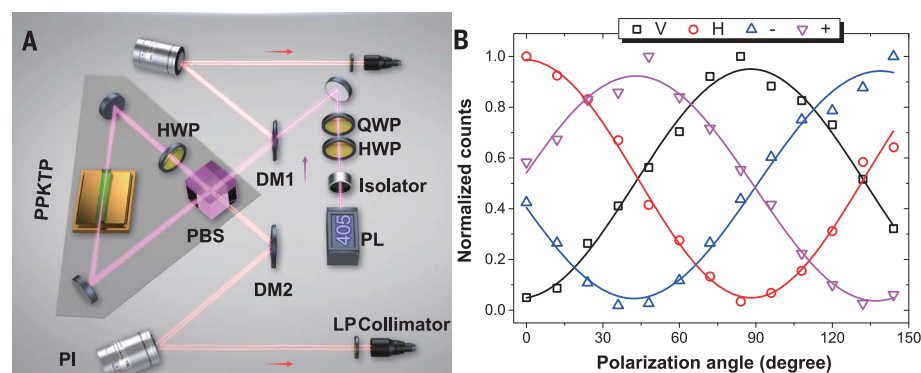 A
HWP
QWP
HWP
Isolator
PPKTP
PBS
DM1
405
PL
DM2
LP Collimator
PI
B
V H - +
Normalized counts
1.0
0.8
0.6
0.4
0.2
0.0
0 30 60 90 120 150
Polarization angle (degree)